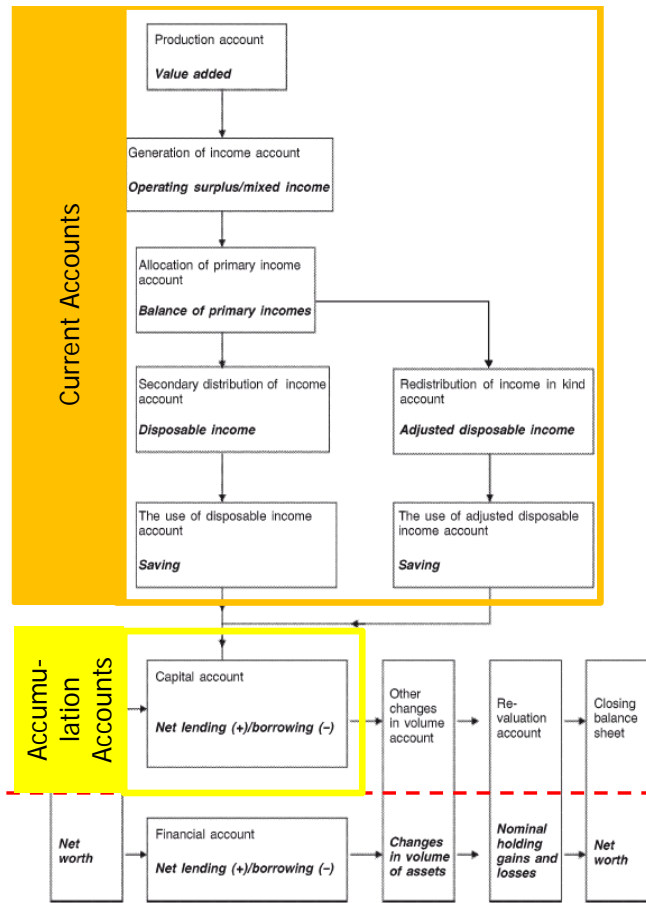 Current Accounts
Production account
Value added
Generation of income account
Operating surplus/mixed income
Allocation of primary income
account
Balance of primary incomes
Secondary distribution of income
account
Disposable income
Redistribution of income in kind
account
Adjusted disposable income
The use of disposable income
account
Saving
The use of adjusted disposable
income account
Saving
Accumu-
lation
Accounts
Capital account
Net lending (+)/borrowing (–)
Other
changes
in volume
account
Re-
valuation
account
Closing
balance
sheet
Net
worth
Financial account
Net lending (+)/borrowing (–)
Changes
in volume
of assets
Nominal
holding
gains and
losses
Net
worth